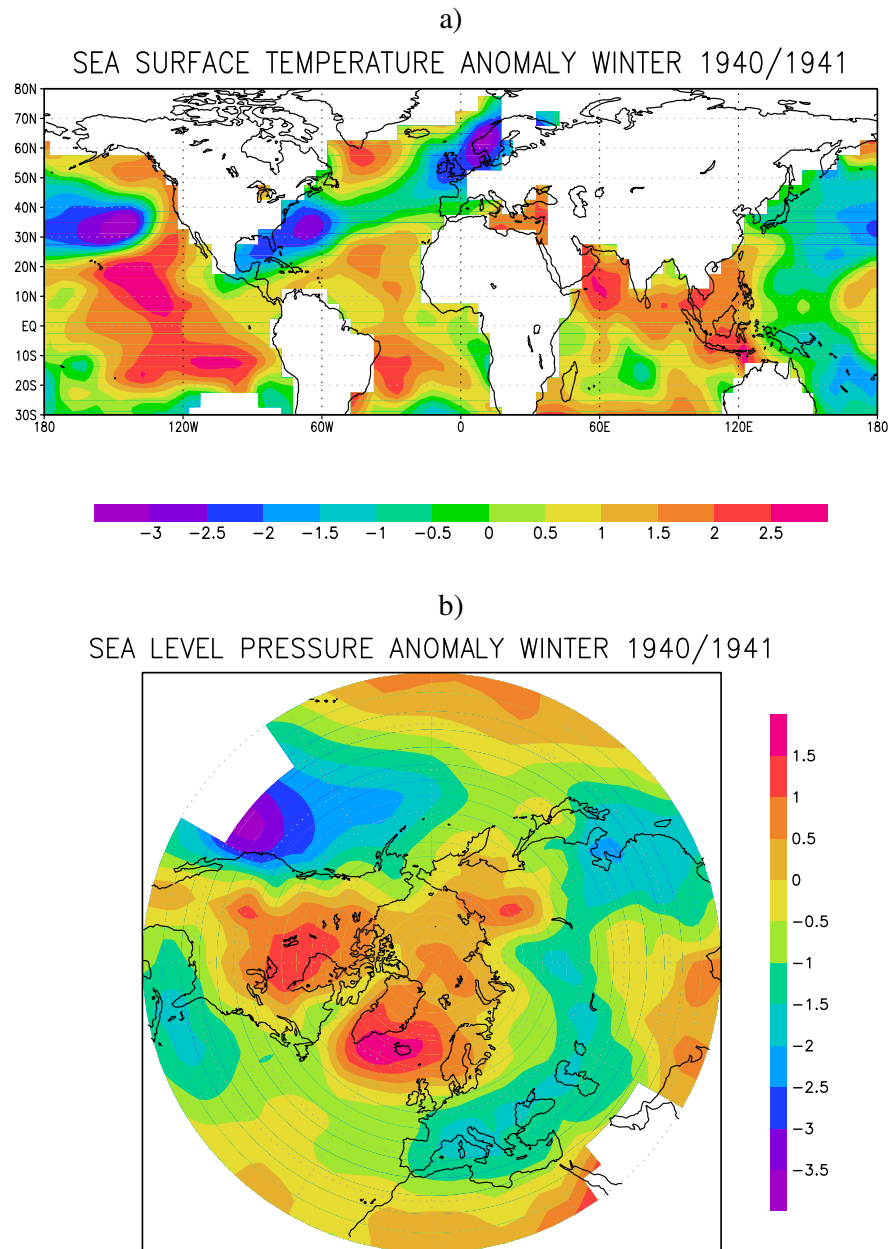 a)
SEA SURFACE TEMPERATURE ANOMALY WINTER 1940/1941
80N
70N
60N
50N
40N
30N
20N
10N
EQ
10S
20S
30S
180 120W 60W 0 60E 120E 180
-3 -2.5 -2 -1.5 -1 -0.5 0 0.5 1 1.5 2 2.5
b)
SEA LEVEL PRESSURE ANOMALY WINTER 1940/1941
1.5
1
0.5
0
-0.5
-1
-1.5
-2
-2.5
-3
-3.5